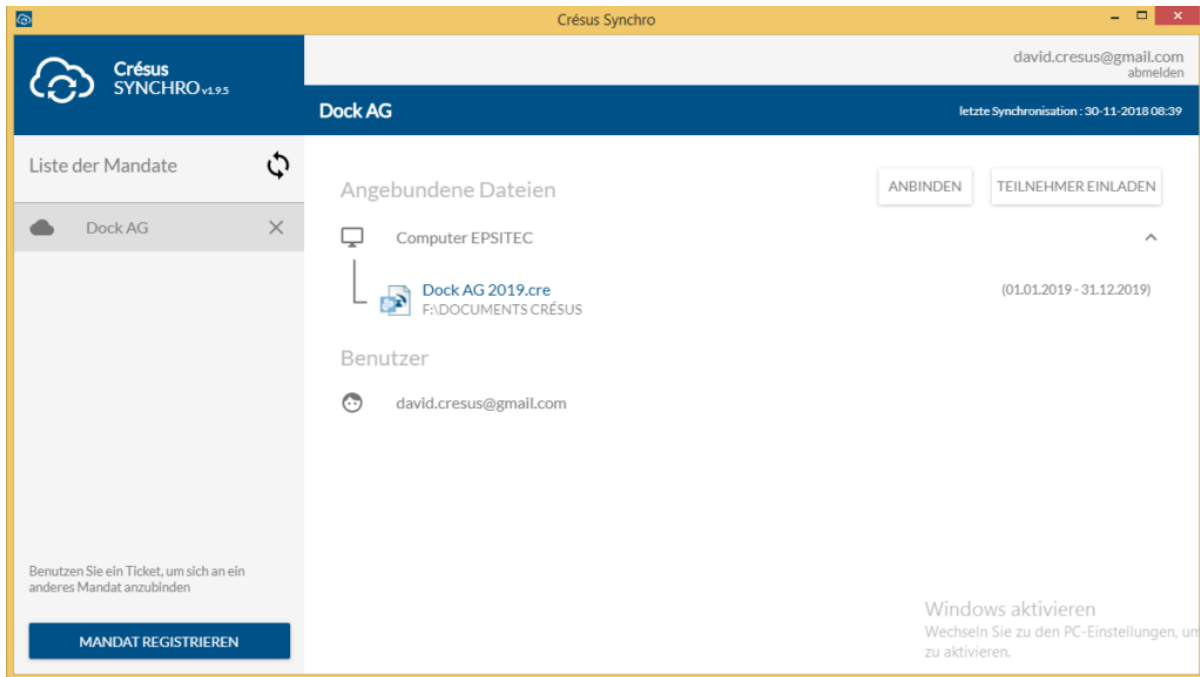 Crésus Synchro
Crésus
SYNCHRO v1.9.5
david.cresus@gmail.com
abmelden
Dock AG
letzte Synchronisation : 30-11-2018 08:39
Liste der Mandate
Dock AG
Angebundene Dateien
ANBINDEN
TEILNEHMER EINLADEN
Computer EPSITEC
Dock AG 2019.cre
(01.01.2019 - 31.12.2019)
F:\DOCUMENTS CRÉSUS
Benutzer
david.cresus@gmail.com
Benutzen Sie ein Ticket, um sich an ein
anderes Mandat anzubinden
MANDAT REGISTRIEREN
Windows aktivieren
Wechseln Sie zu den PC-Einstellungen, um
zu aktivieren.